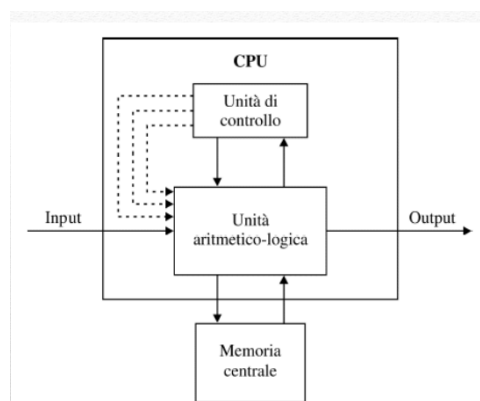 CPU
Unità di
controllo
Input
Unità
aritmetico-logica
Output
Memoria
centrale